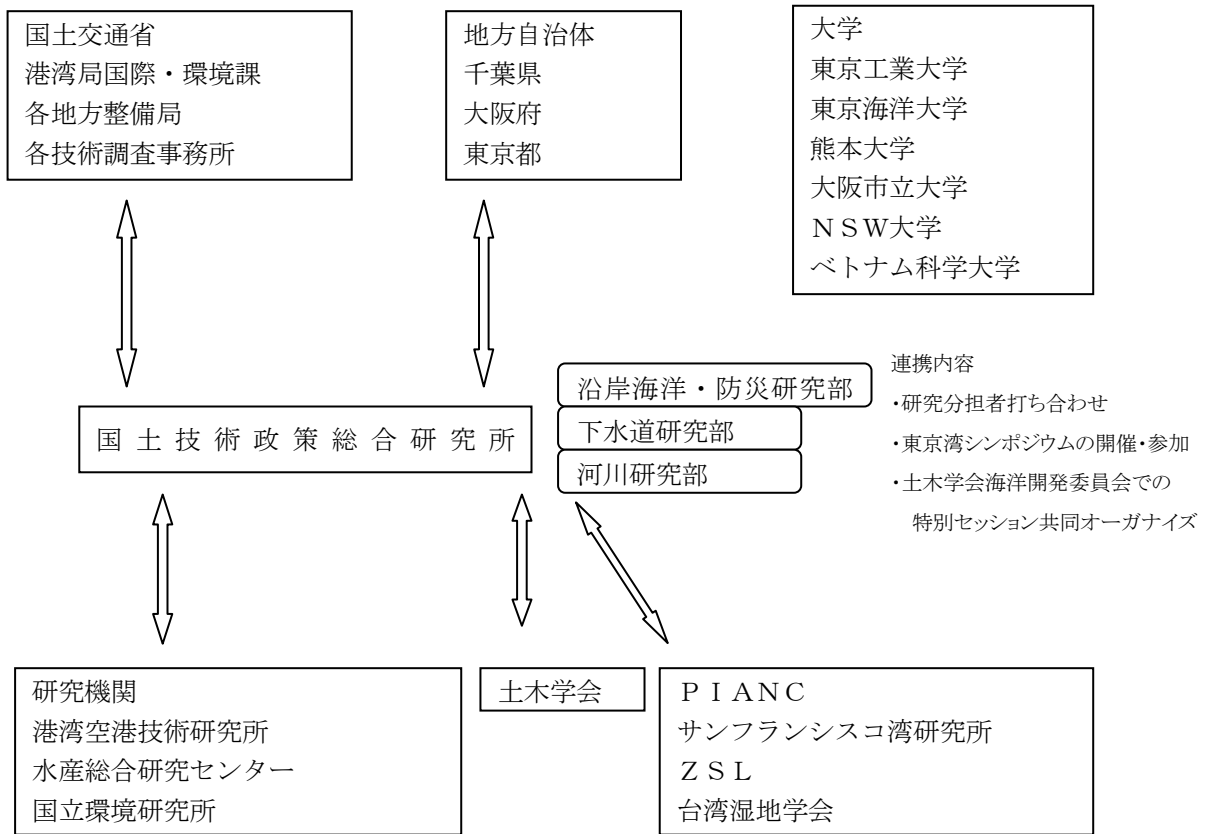 国土交通省
港湾局国際・環境課
各地方整備局
各技術調査事務所
地方自治体
千葉県
大阪府
東京都
大学
東京工業大学
東京海洋大学
熊本大学
大阪市立大学
ＮＳＷ大学
ベトナム科学大学
国土技術政策総合研究所
沿岸海洋・防災研究部
下水道研究部
河川研究部
連携内容
・研究分担者打ち合わせ
・東京湾シンポジウムの開催・参加
・土木学会海洋開発委員会での
特別セッション共同オーガナイズ
研究機関
港湾空港技術研究所
水産総合研究センター
国立環境研究所
土木学会
ＰＩＡＮＣ
サンフランシスコ湾研究所
ＺＳＬ
台湾湿地学会